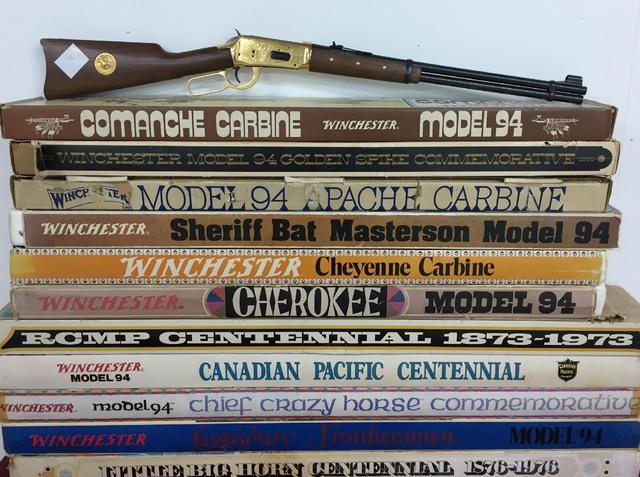 COMANCHE CARBINE WINCHESTER MODEL 94
WINCHESTER MODEL 94 GOLDEN SPIKE COMMEMORATIVE
WINCHESTER MODEL 94 APACHE CARBINE
WINCHESTER Sheriff Bat Masterson Model 94
WINCHESTER Cheyenne Carbine
WINCHESTER CHEROKEE MODEL 94
RCMP CENTENNIAL 1873-1973
WINCHESTER
MODEL 94
CANADIAN PACIFIC CENTENNIAL
WINCHESTER model 94 chief crazy horse commemorative
WINCHESTER Legendary Frontiersmen MODEL 94
LITTLE BIG HORN CENTENNIAL 1876-1976